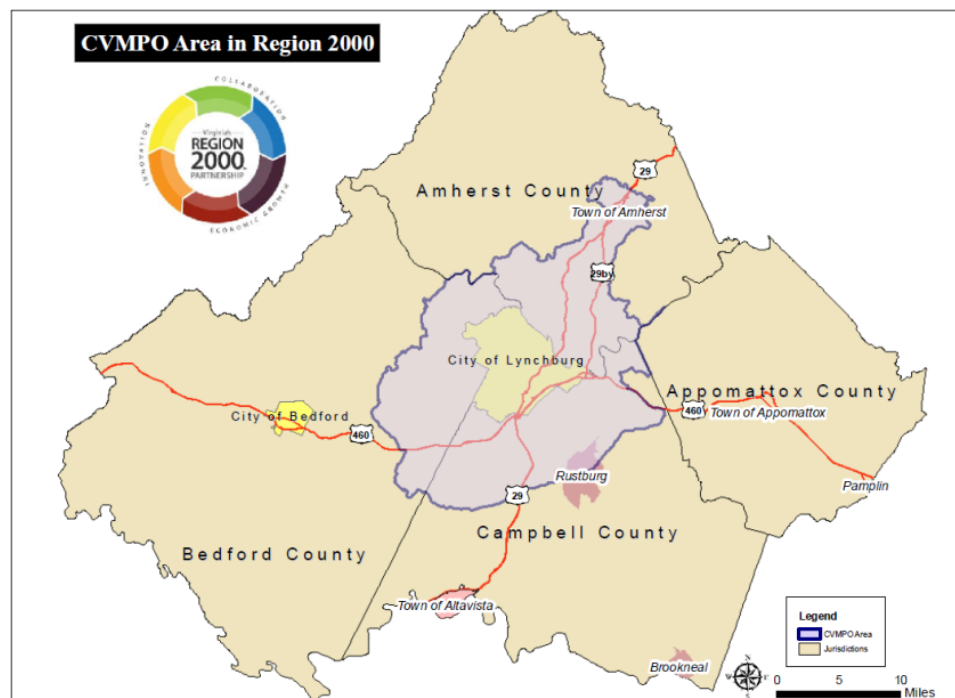 CVMPO Area in Region 2000
COLLABORATION
INNOVATION
ECONOMIC GROWTH
Virginia's
REGION
2000
PARTNERSHIP
29
Amherst County
Town of Amherst
29by
City of Lynchburg
Appomattox County
City of Bedford
460
Town of Appomattox
460
Rustburg
Pamplin
29
Campbell County
Bedford County
Town of Altavista
Brookneal
Legend
CVMPO Area
Jurisdictions
N
W E
S
0 5 10
Miles